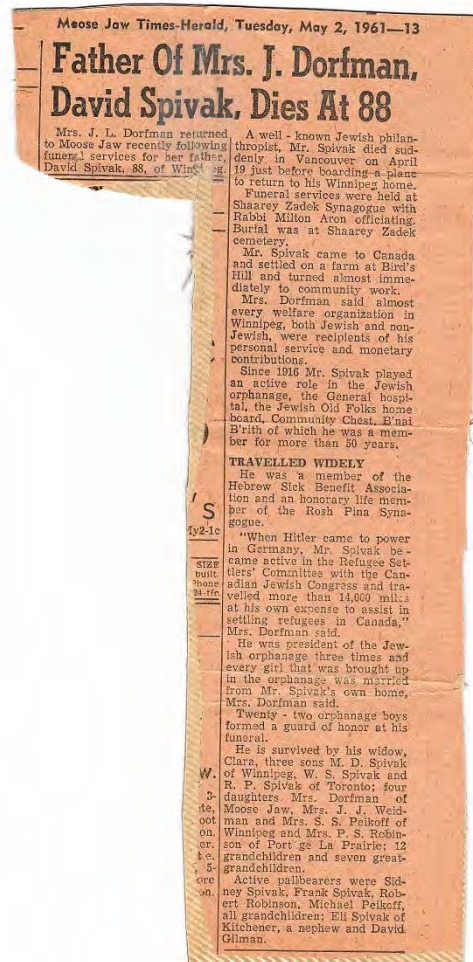 Moose Jaw Times-Herald, Tuesday, May 2, 1961—13
Father Of Mrs. J. Dorfman,
David Spivak, Dies At 88
Mrs. J. L. Dorfman returned
to Moose Jaw recently following
funeral services for her father,
David Spivak, 88, of Winnipeg.
A well - known Jewish philan-
thropist, Mr. Spivak died sud-
denly in Vancouver on April
19 just before boarding a plane
to return to his Winnipeg home.
Funeral services were held at
Shaarey Zadek Synagogue with
Rabbi Milton Aron officiating.
Burial was at Shaarey Zadek
cemetery.
Mr. Spivak came to Canada
and settled on a farm at Bird's
Hill and turned almost imme-
diately to community work.
Mrs. Dorfman said almost
every welfare organization in
Winnipeg, both Jewish and non-
Jewish, were recipients of his
personal service and monetary
contributions.
Since 1916 Mr. Spivak played
an active role in the Jewish
orphanage, the General hospi-
tal, the Jewish Old Folks home
board, Community Chest, B'nai
B'rith of which he was a mem-
ber for more than 50 years.
TRAVELLED WIDELY
He was a member of the
Hebrew Sick Benefit Associa-
tion and an honorary life mem-
ber of the Rosh Pina Syna-
gogue.
"When Hitler came to power
in Germany, Mr. Spivak be -
came active in the Refugee Set-
tlers' Committee with the Can-
adian Jewish Congress and tra-
velled more than 14,000 miles
at his own expense to assist in
settling refugees in Canada,"
Mrs. Dorfman said.
He was president of the Jew-
ish orphanage three times and
every girl that was brought up
in the orphanage was married
from Mr. Spivak's own home,
Mrs. Dorfman said.
Twenty - two orphanage boys
formed a guard of honor at his
funeral.
He is survived by his widow,
Clara, three sons M. D. Spivak
of Winnipeg, W. S. Spivak and
R. P. Spivak of Toronto; four
daughters Mrs. Dorfman of
Moose Jaw, Mrs. J. J. Weid-
man and Mrs. S. S. Peikoff of
Winnipeg and Mrs. P. S. Robin-
son of Portage La Prairie; 12
grandchildren and seven great-
grandchildren.
Active pallbearers were Sid-
ney Spivak, Frank Spivak, Rob-
ert Robinson, Michael Peikoff,
all grandchildren; Eli Spivak of
Kitchener, a nephew and David
Gilman.
'S
My2-1c
SIZE
built
Phone
W.
3-
5-